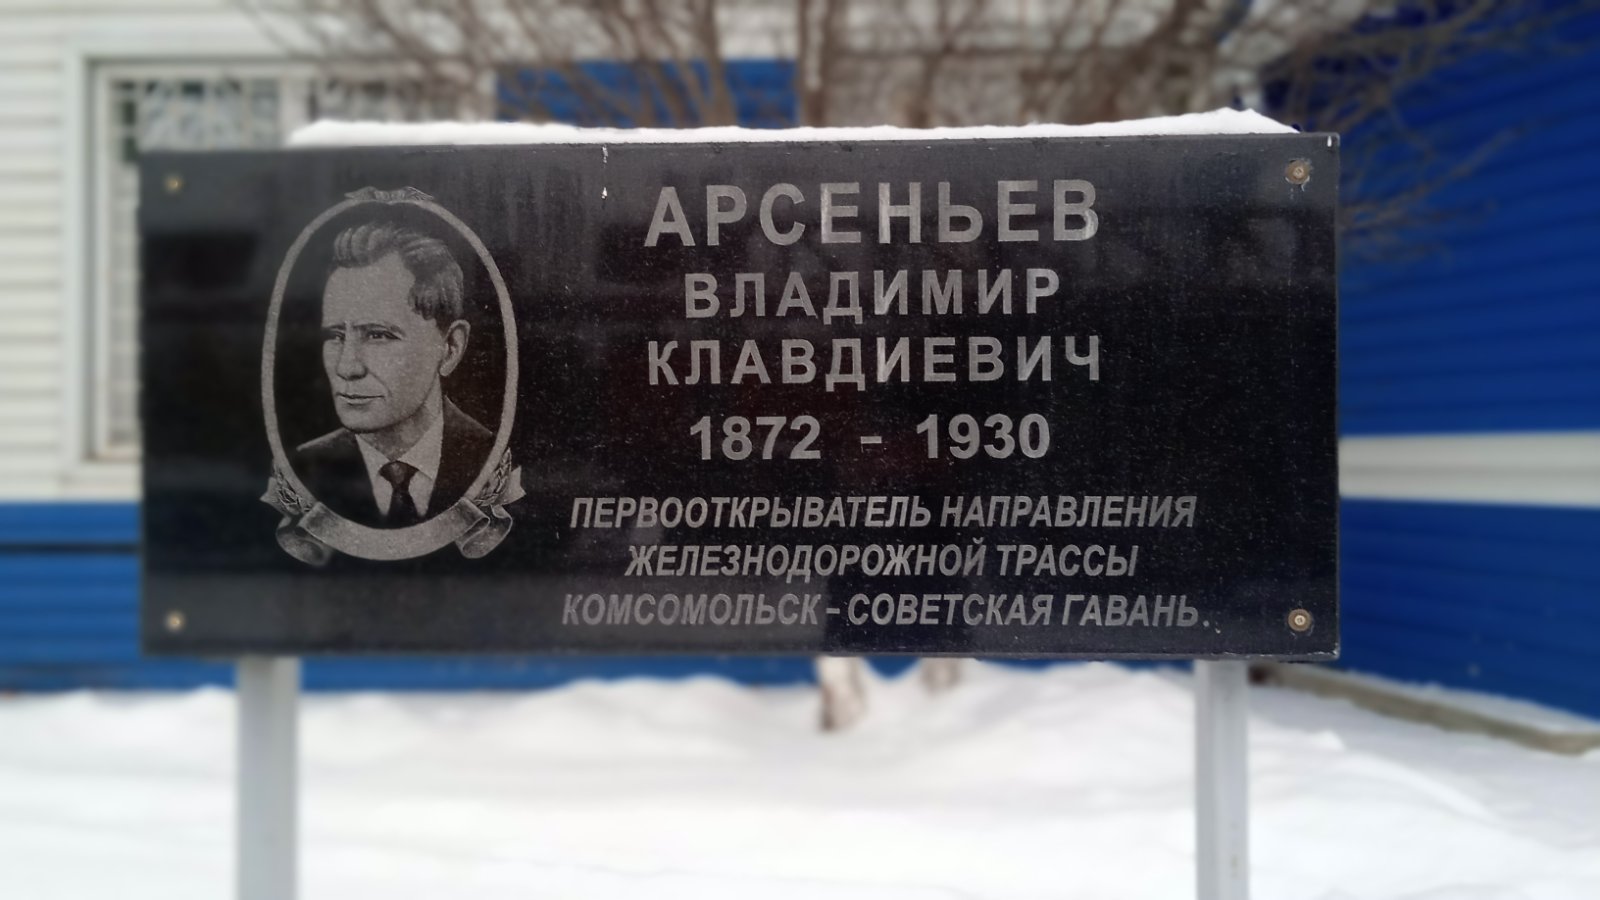 АРСЕНЬЕВ
ВЛАДИМИР
КЛАВДИЕВИЧ
1872 - 1930
ПЕРВООТКРЫВАТЕЛЬ НАПРАВЛЕНИЯ
ЖЕЛЕЗНОДОРОЖНОЙ ТРАССЫ
КОМСОМОЛЬСК - СОВЕТСКАЯ ГАВАНЬ.